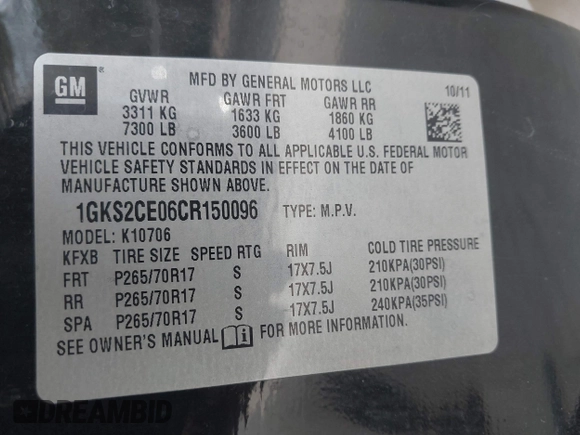 GM
MFD BY GENERAL MOTORS LLC
10/11
GVWR GAWR FRT GAWR RR
3311 KG 1633 KG 1860 KG
7300 LB 3600 LB 4100 LB
THIS VEHICLE CONFORMS TO ALL APPLICABLE U.S. FEDERAL MOTOR
VEHICLE SAFETY STANDARDS IN EFFECT ON THE DATE OF
MANUFACTURE SHOWN ABOVE.
1GKS2CE06CR150096 TYPE: M.P.V.
MODEL: K10706
KFXB TIRE SIZE SPEED RTG RIM COLD TIRE PRESSURE
FRT P265/70R17 S 17X7.5J 210KPA(30PSI)
RR P265/70R17 S 17X7.5J 210KPA(30PSI)
SPA P265/70R17 S 17X7.5J 240KPA(35PSI)
SEE OWNER'S MANUAL FOR MORE INFORMATION.
DREAMBID